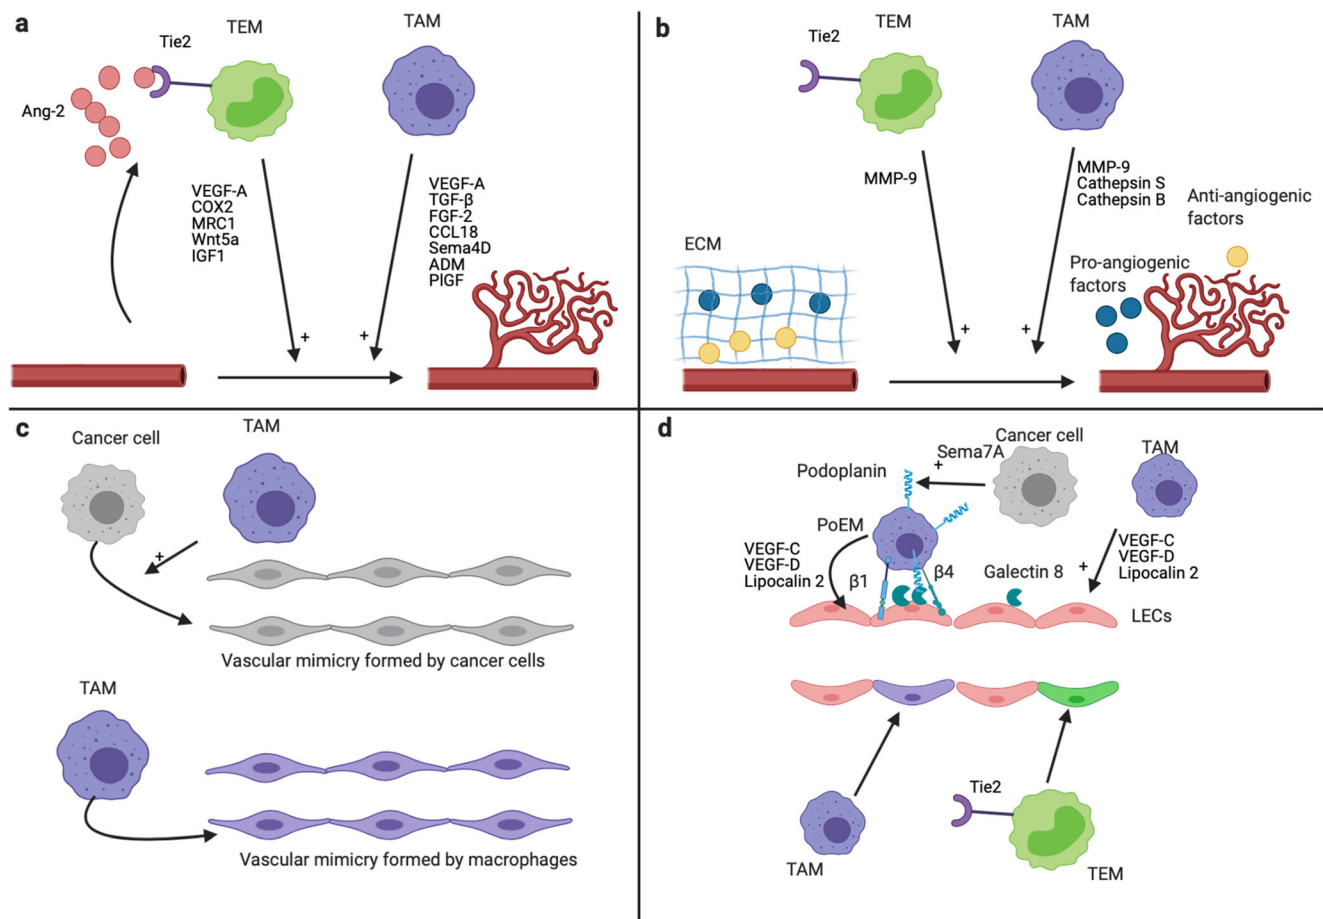 a
TEM
TAM
Tie2
Ang-2
VEGF-A
COX2
MRC1
Wnt5a
IGF1
VEGF-A
TGF-β
FGF-2
CCL18
Sema4D
ADM
PlGF
+
+
b
TEM
TAM
Tie2
MMP-9
MMP-9
Cathepsin S
Cathepsin B
Anti-angiogenic
factors
ECM
Pro-angiogenic
factors
+
+
c
Cancer cell
TAM
+
Vascular mimicry formed by cancer cells
TAM
Vascular mimicry formed by macrophages
d
Cancer cell
Sema7A
+
TAM
Podoplanin
PoEM
VEGF-C
VEGF-D
Lipocalin 2
β1
β4
Galectin 8
+
VEGF-C
VEGF-D
Lipocalin 2
LECs
Tie2
TAM
TEM